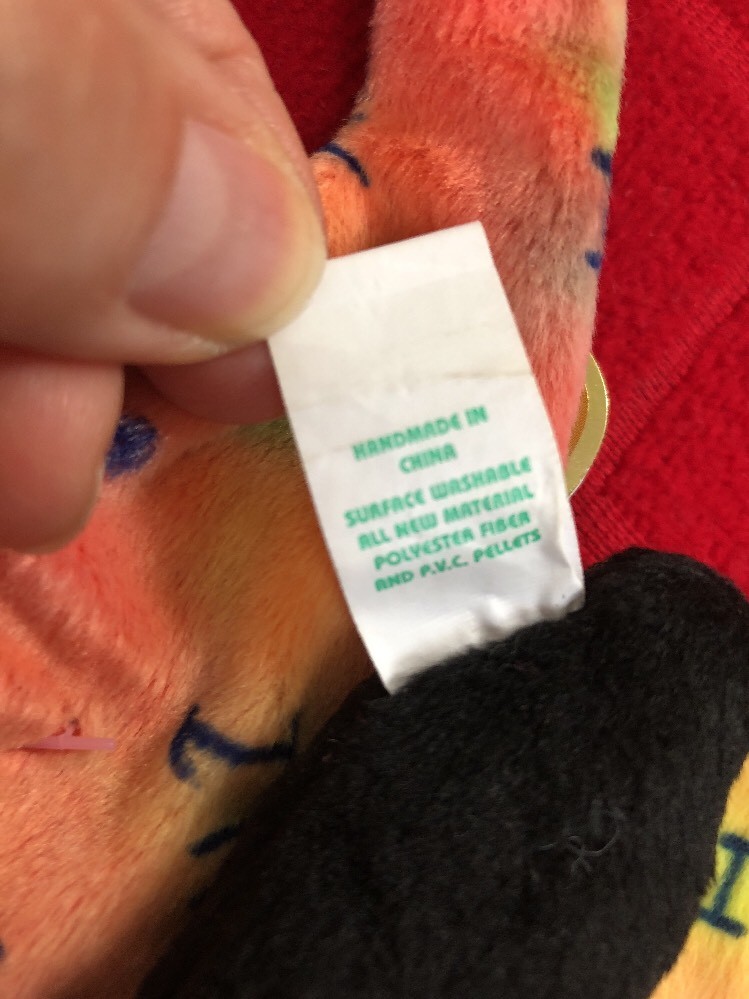 HANDMADE IN
CHINA
SURFACE WASHABLE
ALL NEW MATERIAL
POLYESTER FIBER
AND P.V.C. PELLETS